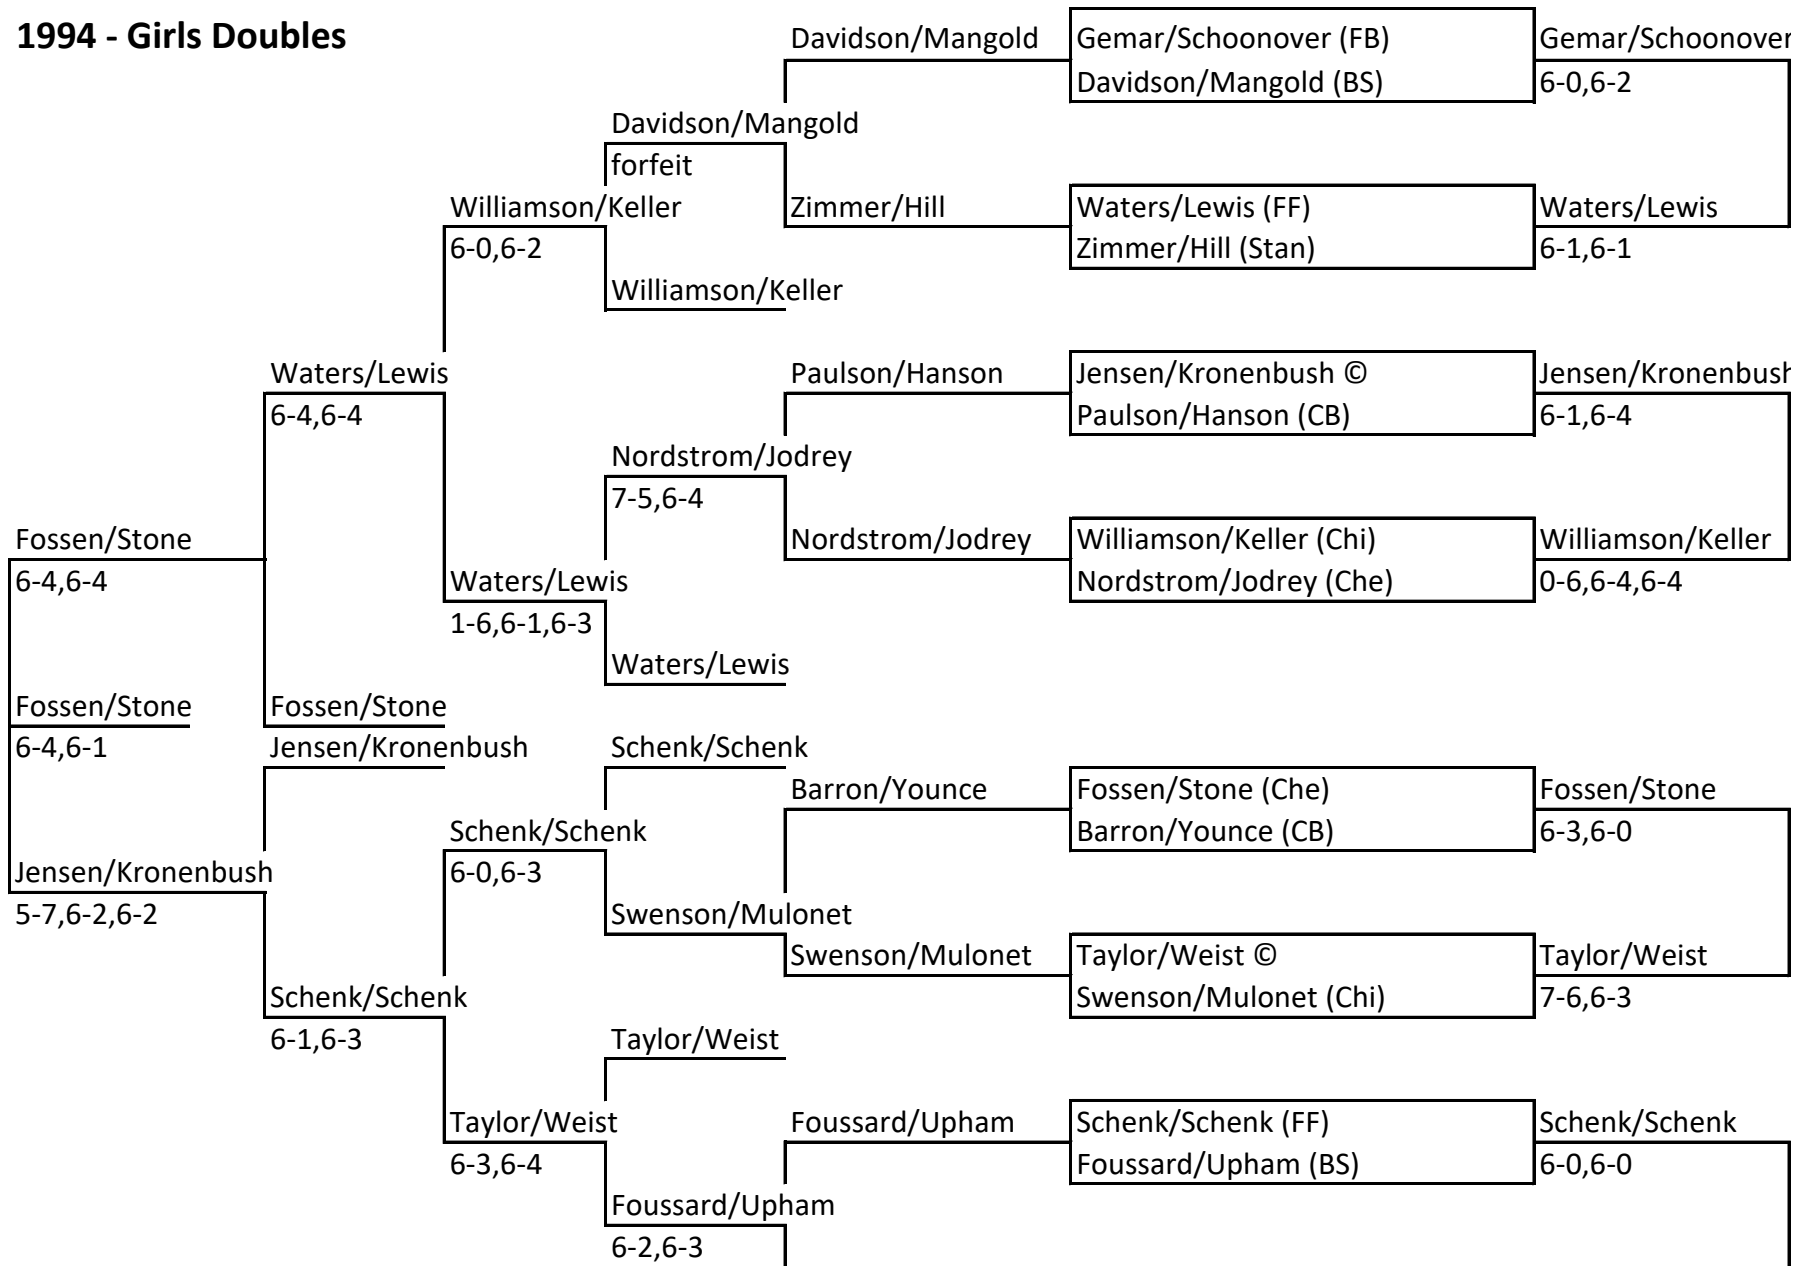 1994 - Girls Doubles
Davidson/Mangold
Gemar/Schoonover (FB)
Gemar/Schoonover
Davidson/Mangold (BS)
6-0,6-2
Davidson/Mangold
forfeit
Williamson/Keller
Zimmer/Hill
Waters/Lewis (FF)
Waters/Lewis
6-0,6-2
Zimmer/Hill (Stan)
6-1,6-1
Williamson/Keller
Waters/Lewis
Paulson/Hanson
Jensen/Kronenbush ©
Jensen/Kronenbush
6-4,6-4
Paulson/Hanson (CB)
6-1,6-4
Nordstrom/Jodrey
7-5,6-4
Fossen/Stone
Nordstrom/Jodrey
Williamson/Keller (Chi)
Williamson/Keller
6-4,6-4
Waters/Lewis
Nordstrom/Jodrey (Che)
0-6,6-4,6-4
1-6,6-1,6-3
Waters/Lewis
Fossen/Stone
Fossen/Stone
6-4,6-1
Jensen/Kronenbush
Schenk/Schenk
Barron/Younce
Fossen/Stone (Che)
Fossen/Stone
Schenk/Schenk
Barron/Younce (CB)
6-3,6-0
Jensen/Kronenbush
6-0,6-3
5-7,6-2,6-2
Swenson/Mulonet
Swenson/Mulonet
Taylor/Weist ©
Taylor/Weist
Schenk/Schenk
Swenson/Mulonet (Chi)
7-6,6-3
6-1,6-3
Taylor/Weist
Taylor/Weist
Foussard/Upham
Schenk/Schenk (FF)
Schenk/Schenk
6-3,6-4
Foussard/Upham (BS)
6-0,6-0
Foussard/Upham
6-2,6-3